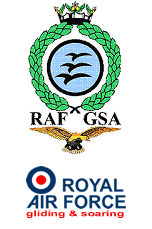 RAF GSA
ROYAL
AIR FORCE
gliding & soaring